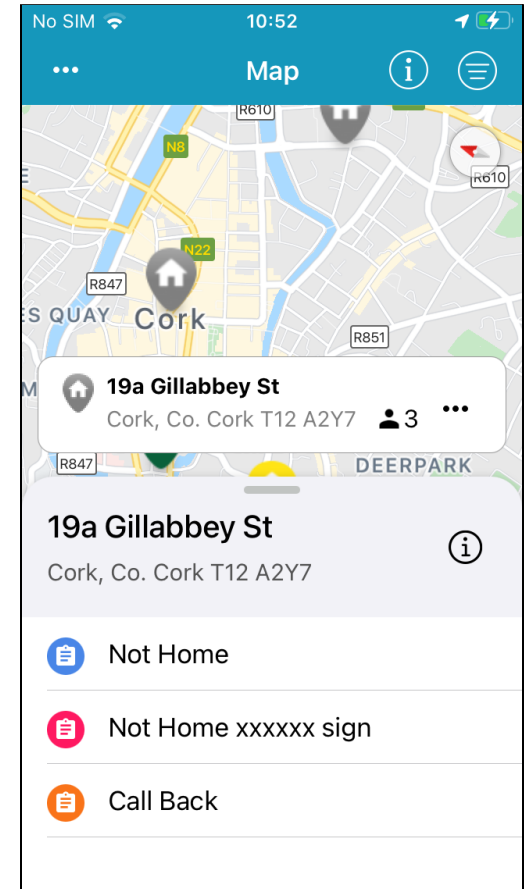 No SIM 10:52
Map
R610
N8
R610
N22
R847
S QUAY
Cork
R851
19a Gillabbey St
M
Cork, Co. Cork T12 A2Y7 3
R847
DEERPARK
19a Gillabbey St
Cork, Co. Cork T12 A2Y7
Not Home
Not Home xxxxxx sign
Call Back